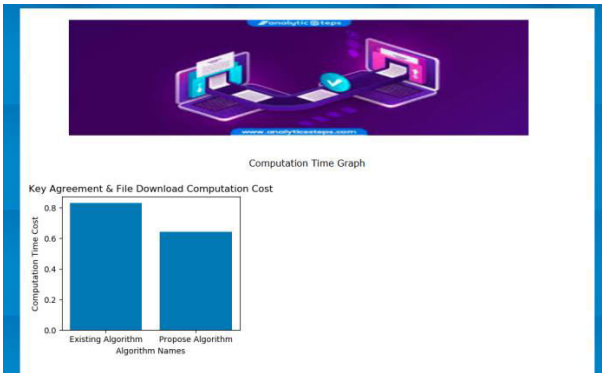 analytic steps
www.analyticssteps.com
Computation Time Graph
Key Agreement & File Download Computation Cost
Computation Time Cost
0.8
0.6
0.4
0.2
0.0
Existing Algorithm Propose Algorithm
Algorithm Names